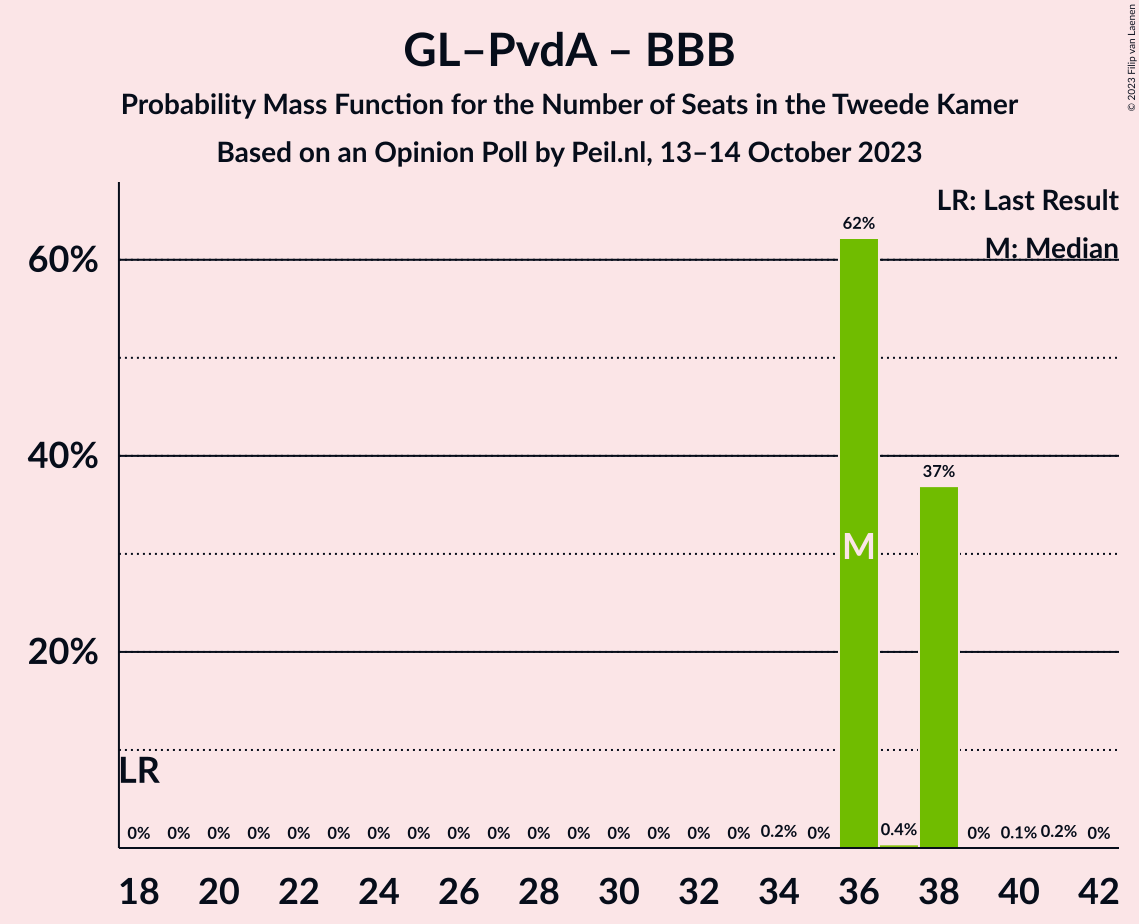 GL–PvdA – BBB
Probability Mass Function for the Number of Seats in the Tweede Kamer
Based on an Opinion Poll by Peil.nl, 13–14 October 2023
© 2023 Filip van Laenen
LR: Last Result
M: Median
60%
40%
20%
62%
37%
M
LR
0% 0% 0% 0% 0% 0% 0% 0% 0% 0% 0% 0% 0% 0% 0% 0% 0.2% 0% 0.4% 0% 0.1% 0.2% 0%
18 20 22 24 26 28 30 32 34 36 38 40 42